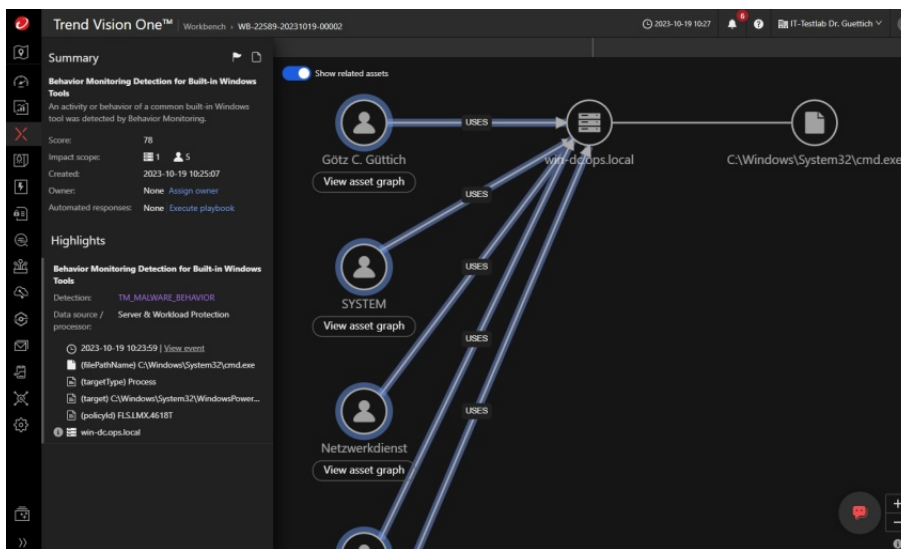 Trend Vision One™ Workbench › WB-22589-20231019-00002
2023-10-19 10:27
6
IT-Testlab Dr. Guettich
Summary
Behavior Monitoring Detection for Built-in Windows
Tools
An activity or behavior of a common built-in Windows
tool was detected by Behavior Monitoring.
Score: 78
Impact scope: 1 5
Created: 2023-10-19 10:25:07
Owner: None Assign owner
Automated responses: None Execute playbook
Highlights
Behavior Monitoring Detection for Built-in Windows
Tools
Detection: TM_MALWARE_BEHAVIOR
Data source / Server & Workload Protection
processor:
2023-10-19 10:23:59 | View event
(filePathName) C:\Windows\System32\cmd.exe
(targetType) Process
(target) C:\Windows\System32\WindowsPower...
(policyId) FLS.LMX.4618T
win-dc.ops.local
Show related assets
USES
Götz C. Güttich
View asset graph
win-dc.ops.local
C:\Windows\System32\cmd.exe
USES
USES
SYSTEM
View asset graph
USES
USES
Netzwerkdienst
View asset graph